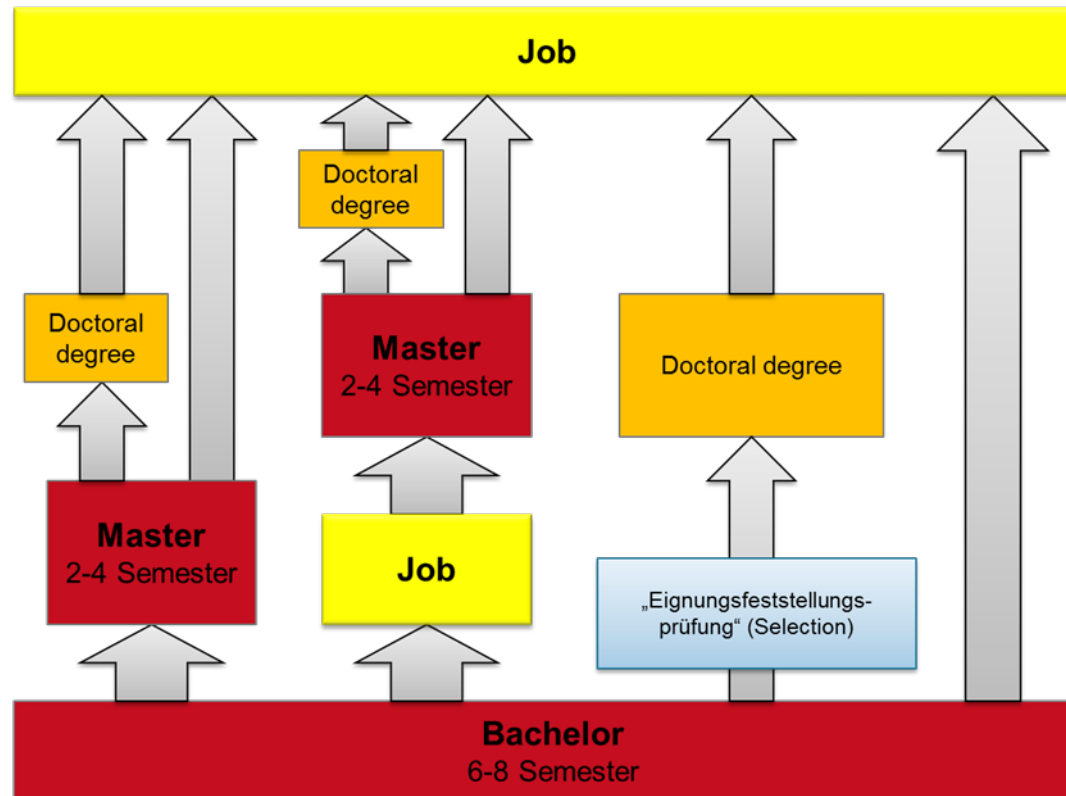 Job
Doctoral
degree
Doctoral
degree
Master
2-4 Semester
Doctoral degree
Master
2-4 Semester
Job
„Eignungsfeststellungs-
prüfung“ (Selection)
Bachelor
6-8 Semester